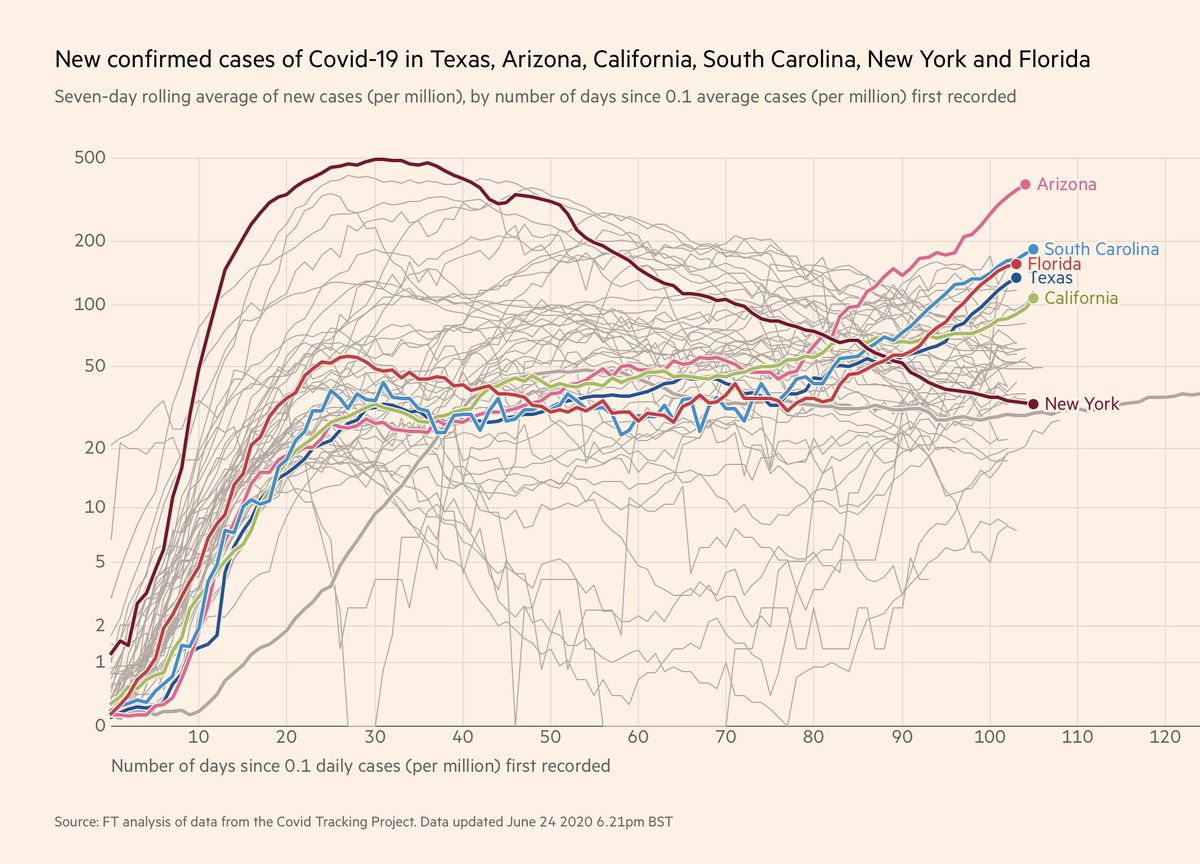 New confirmed cases of Covid-19 in Texas, Arizona, California, South Carolina, New York and Florida
Seven-day rolling average of new cases (per million), by number of days since 0.1 average cases (per million) first recorded
500
Arizona
200
South Carolina
Florida
Texas
California
100
50
New York
20
10
5
2
1
0
10 20 30 40 50 60 70 80 90 100 110 120
Number of days since 0.1 daily cases (per million) first recorded
Source: FT analysis of data from the Covid Tracking Project. Data updated June 24 2020 6.21pm BST